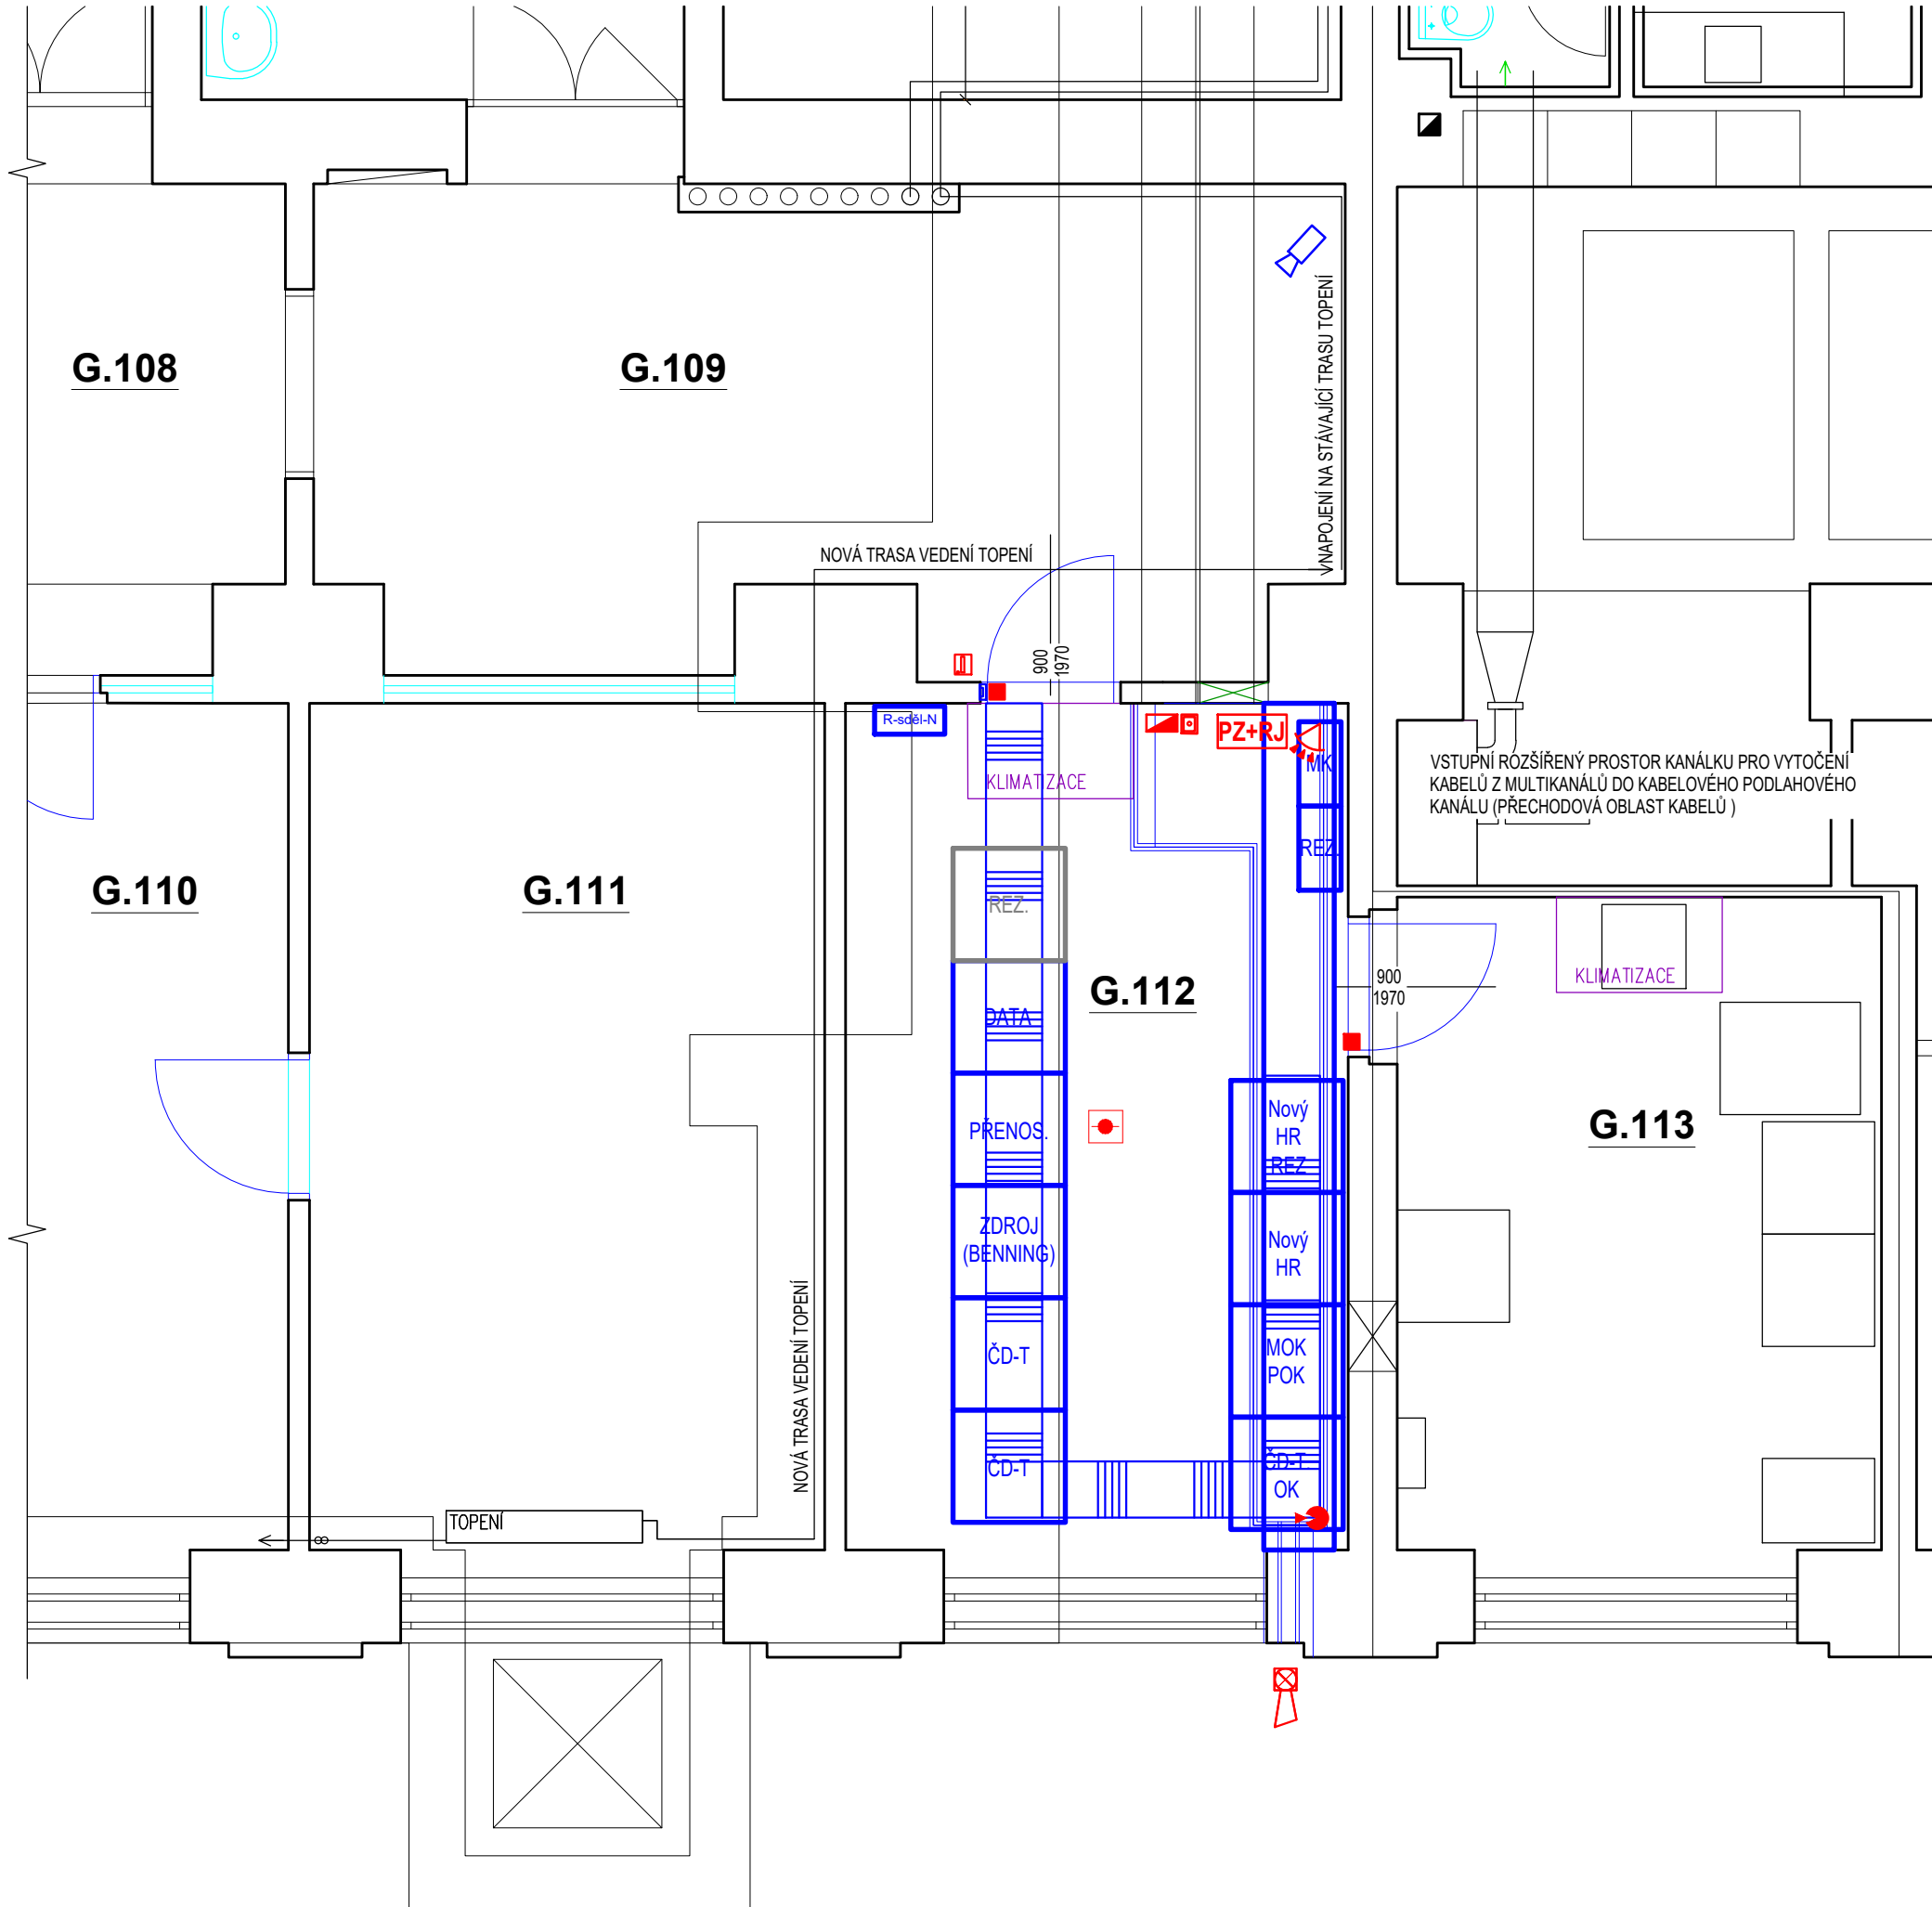 G.108
G.109
VNAPOJENÍ NA STÁVAJÍCÍ TRASU TOPENÍ
NOVÁ TRASA VEDENÍ TOPENÍ
900
1970
R-sděl-N
PZ+RJ
MK
KLIMATIZACE
VSTUPNÍ ROZŠÍŘENÝ PROSTOR KANÁLKU PRO VYTOČENÍ
KABELŮ Z MULTIKANÁLŮ DO KABELOVÉHO PODLAHOVÉHO
KANÁLU (PŘECHODOVÁ OBLAST KABELŮ )
REZ.
G.110
G.111
REZ.
G.112
900
1970
KLIMATIZACE
DATA
G.113
PŘENOS.
Nový
HR
REZ
ZDROJ
(BENNING)
Nový
HR
ČD-T
MOK
POK
NOVÁ TRASA VEDENÍ TOPENÍ
ČD-T
ČD-T.
OK
TOPENÍ
8